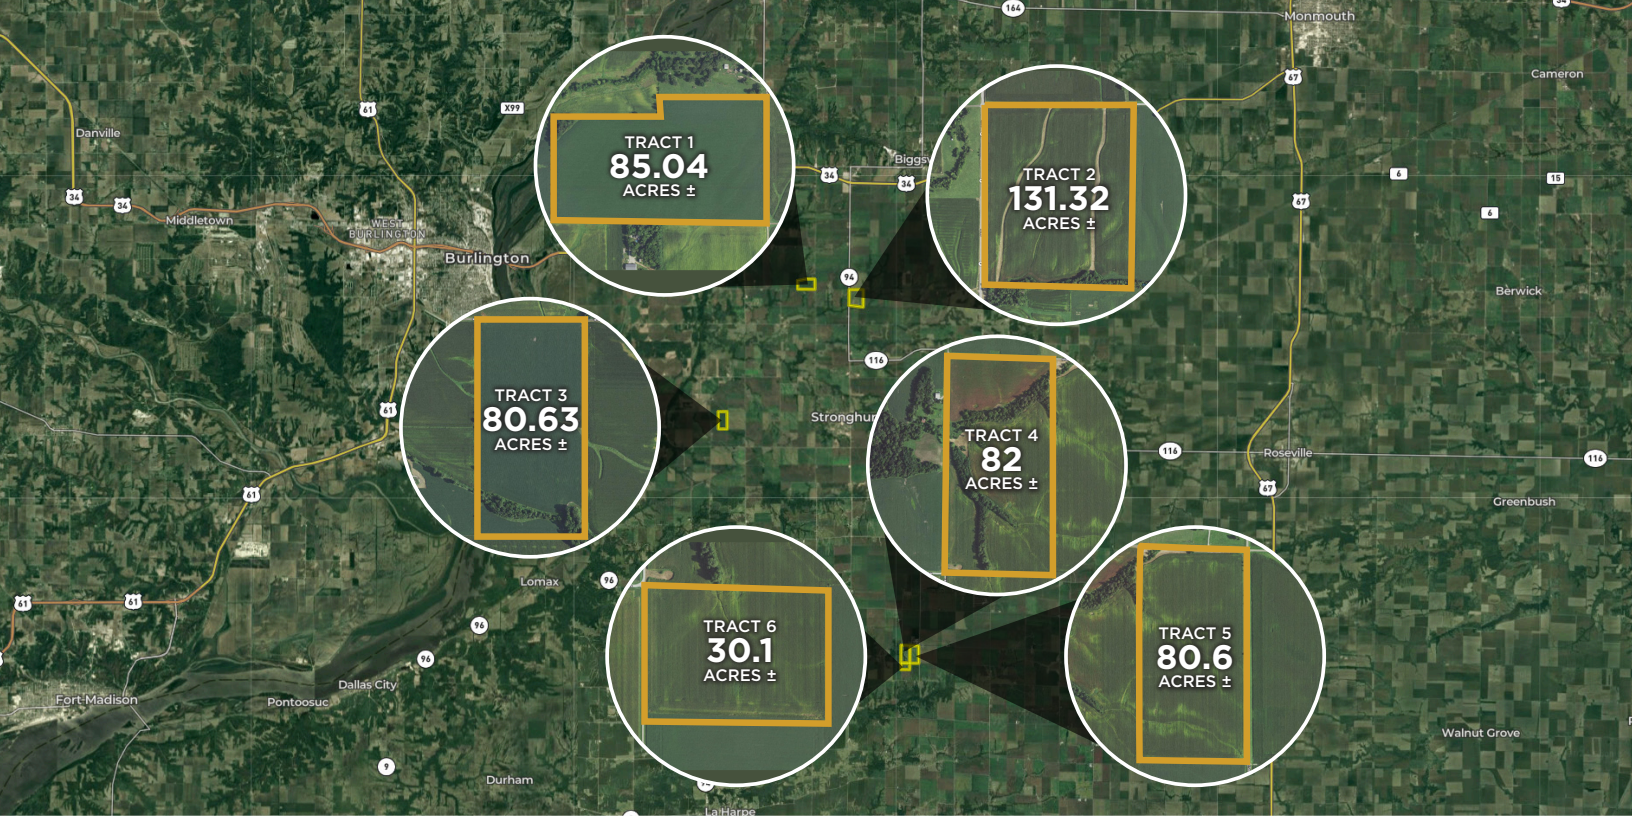 164
Monmouth
67
Cameron
61
X99
Danville
34
34
Middletown
WEST
BURLINGTON
Burlington
TRACT 1
85.04
ACRES ±
34
34
TRACT 2
131.32
ACRES ±
67
6
15
6
94
Berwick
TRACT 3
80.63
ACRES ±
61
116
TRACT 4
82
ACRES ±
116
Roseville
116
67
Greenbush
61
61
61
Lomax
96
96
96
TRACT 6
30.1
ACRES ±
TRACT 5
80.6
ACRES ±
Fort Madison
Dallas City
Pontoosuc
Walnut Grove
9
Durham
La Harpe